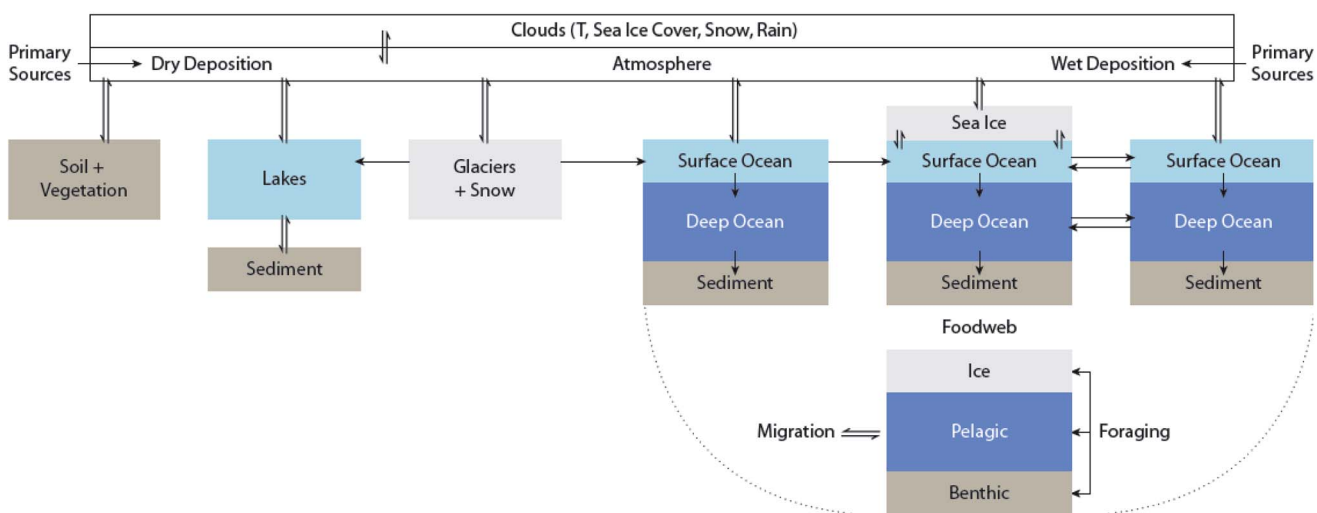 Clouds (T, Sea Ice Cover, Snow, Rain)
Primary
Sources
Dry Deposition
Atmosphere
Wet Deposition
Primary
Sources
Soil +
Vegetation
Lakes
Sediment
Glaciers
+ Snow
Surface Ocean
Deep Ocean
Sediment
Sea Ice
Surface Ocean
Deep Ocean
Sediment
Surface Ocean
Deep Ocean
Sediment
Foodweb
Ice
Migration
Pelagic
Foraging
Benthic